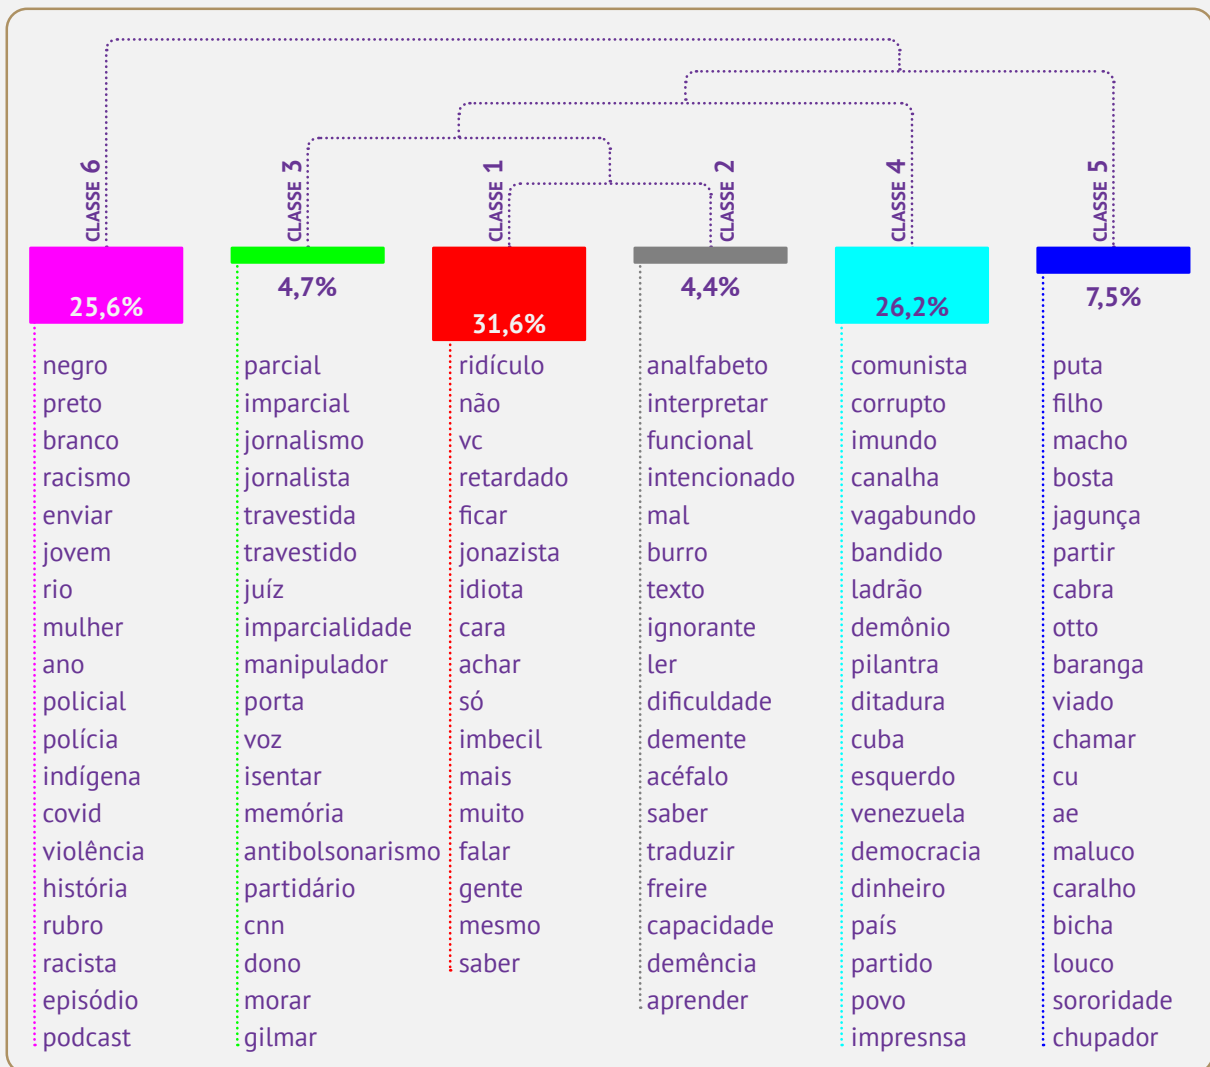 CLASSE 6
25,6%
negro
preto
branco
racismo
enviar
jovem
rio
mulher
ano
policial
polícia
indígena
covid
violência
história
rubro
racista
episódio
podcast
CLASSE 3
4,7%
parcial
imparcial
jornalismo
jornalista
travestida
travestido
juíz
imparcialidade
manipulador
porta
voz
isentar
memória
antibolsonarismo
partidário
cnn
dono
morar
gilmar
CLASSE 1
31,6%
ridículo
não
vc
retardado
ficar
jonazista
idiota
cara
achar
só
imbecil
mais
muito
falar
gente
mesmo
saber
CLASSE 2
4,4%
analfabeto
interpretar
funcional
intencionado
mal
burro
texto
ignorante
ler
dificuldade
demente
acéfalo
saber
traduzir
freire
capacidade
demência
aprender
CLASSE 4
26,2%
comunista
corrupto
imundo
canalha
vagabundo
bandido
ladrão
demônio
pilantra
ditadura
cuba
esquerdo
venezuela
democracia
dinheiro
país
partido
povo
impresnsa
CLASSE 5
7,5%
puta
filho
macho
bosta
jagunça
partir
cabra
otto
baranga
viado
chamar
cu
ae
maluco
caralho
bicha
louco
sororidade
chupador